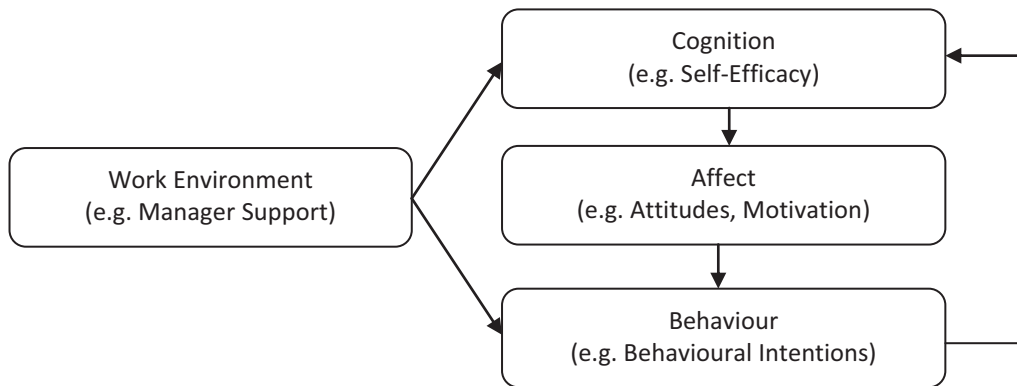 Cognition
(e.g. Self-Efficacy)
Work Environment
(e.g. Manager Support)
Affect
(e.g. Attitudes, Motivation)
Behaviour
(e.g. Behavioural Intentions)